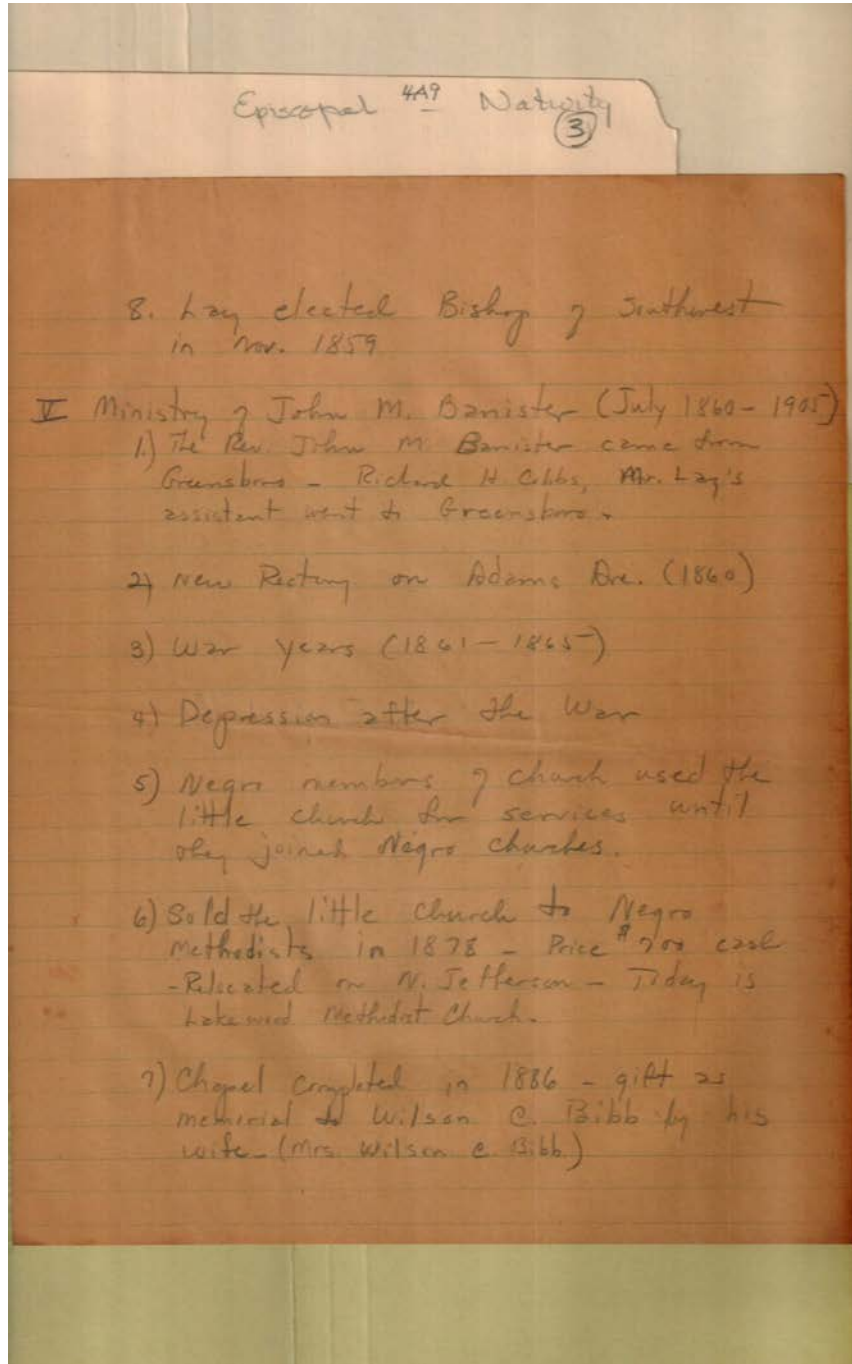 Episcopal 4A9 Nativity
3
8. Lay elected Bishop of Southwest
in Nov. 1859
V Ministry of John M. Banister (July 1860 - 1905)
1.) The Rev. John M. Banister came from
Greensboro - Richard H Cobbs, Mr. Lay's
assistant went to Greensboro.
2) New Rectory on Adams Ave. (1860)
3) War years (1861 - 1865)
4) Depression after the War
5) Negro members of church used the
little church for services until
they joined Negro churches.
6) Sold the little church to Negro
Methodists in 1878 - Price $700 cash
- Relocated on N. Jefferson - Today is
Lakewood Methodist Church.
7) Chapel completed in 1886 - gift as
memorial to Wilson C. Bibb by his
wife - (Mrs Wilson C. Bibb)